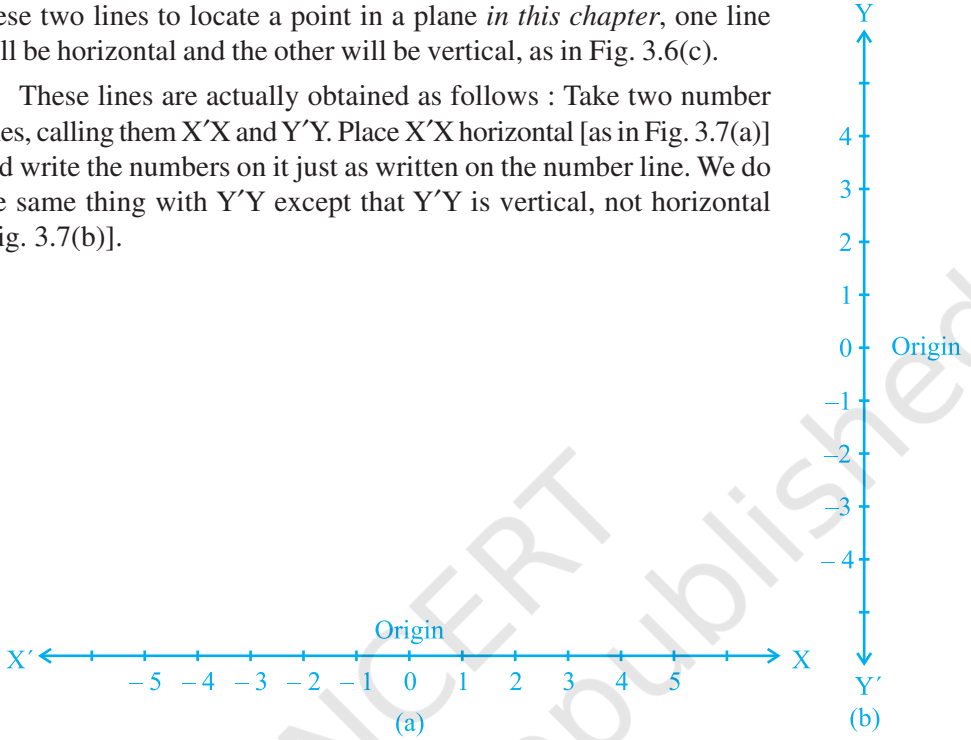 ese two lines to locate a point in a plane in this chapter, one line
ll be horizontal and the other will be vertical, as in Fig. 3.6(c).
These lines are actually obtained as follows : Take two number
es, calling them X′X and Y′Y. Place X′X horizontal [as in Fig. 3.7(a)]
d write the numbers on it just as written on the number line. We do
e same thing with Y′Y except that Y′Y is vertical, not horizontal
ig. 3.7(b)].
Y
4
3
2
1
0 Origin
–1
–2
–3
– 4
Y′
(b)
Origin
X′ X
– 5 – 4 – 3 – 2 – 1 0 1 2 3 4 5
(a)
NCERT
published